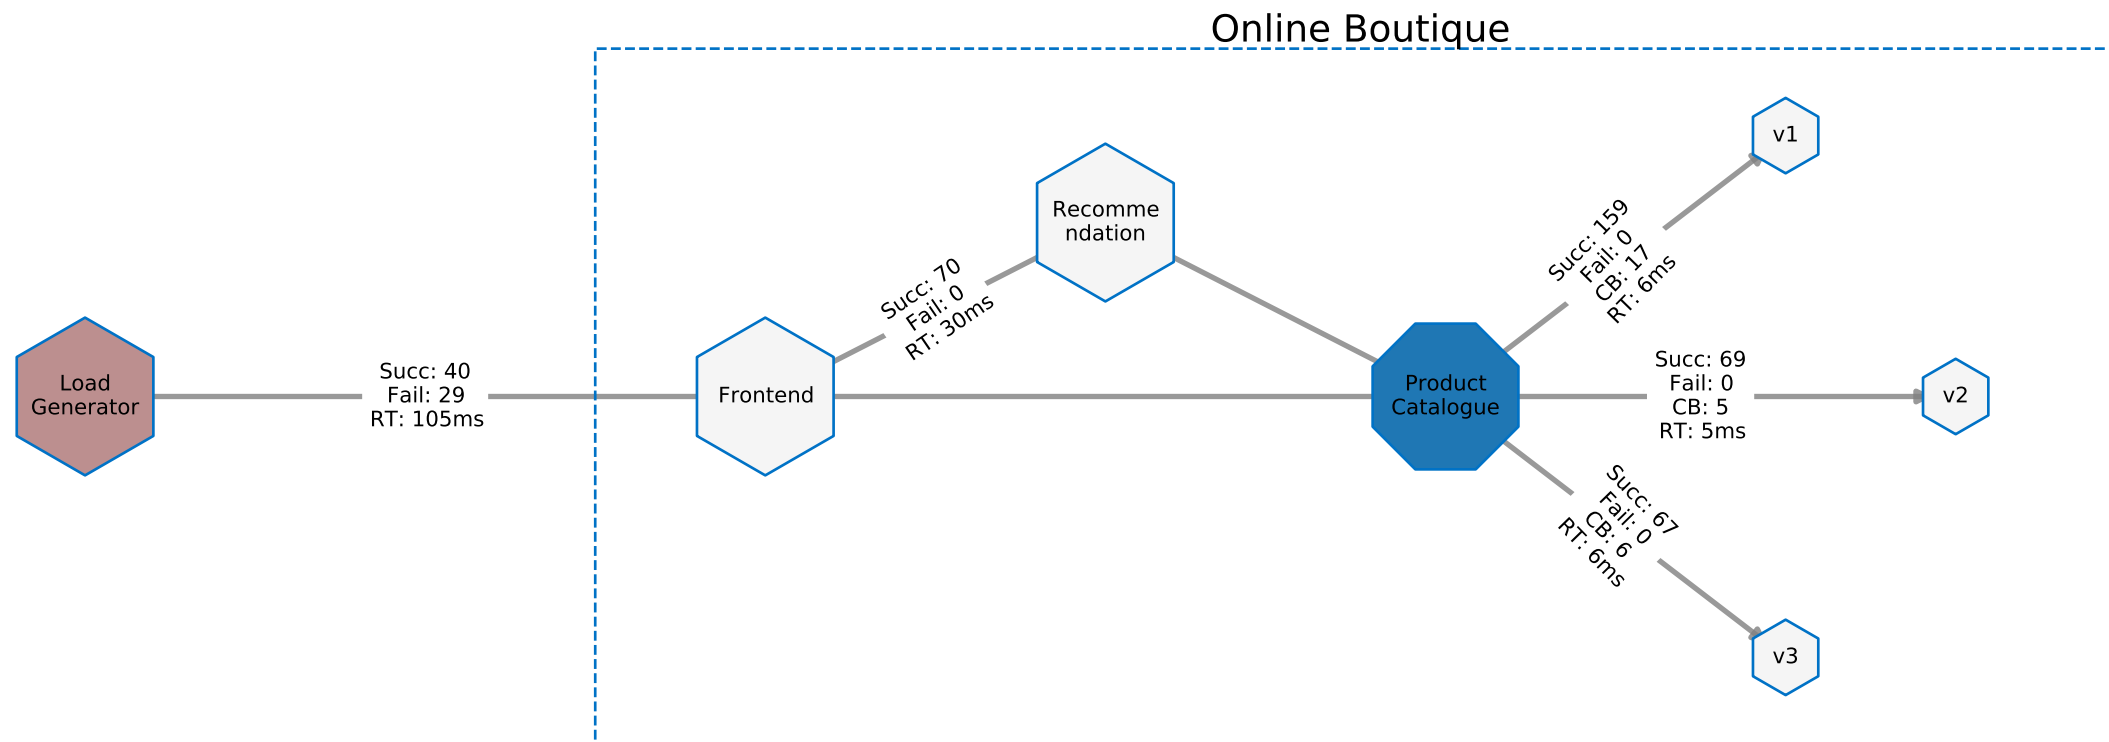 Online Boutique
Load
Generator
Succ: 40
Fail: 29
RT: 105ms
Frontend
Succ: 70
Fail: 0
RT: 30ms
Recomme
ndation
Product
Catalogue
Succ: 159
Fail: 0
CB: 17
RT: 6ms
v1
Succ: 69
Fail: 0
CB: 5
RT: 5ms
v2
Succ: 67
Fail: 0
CB: 6
RT: 6ms
v3